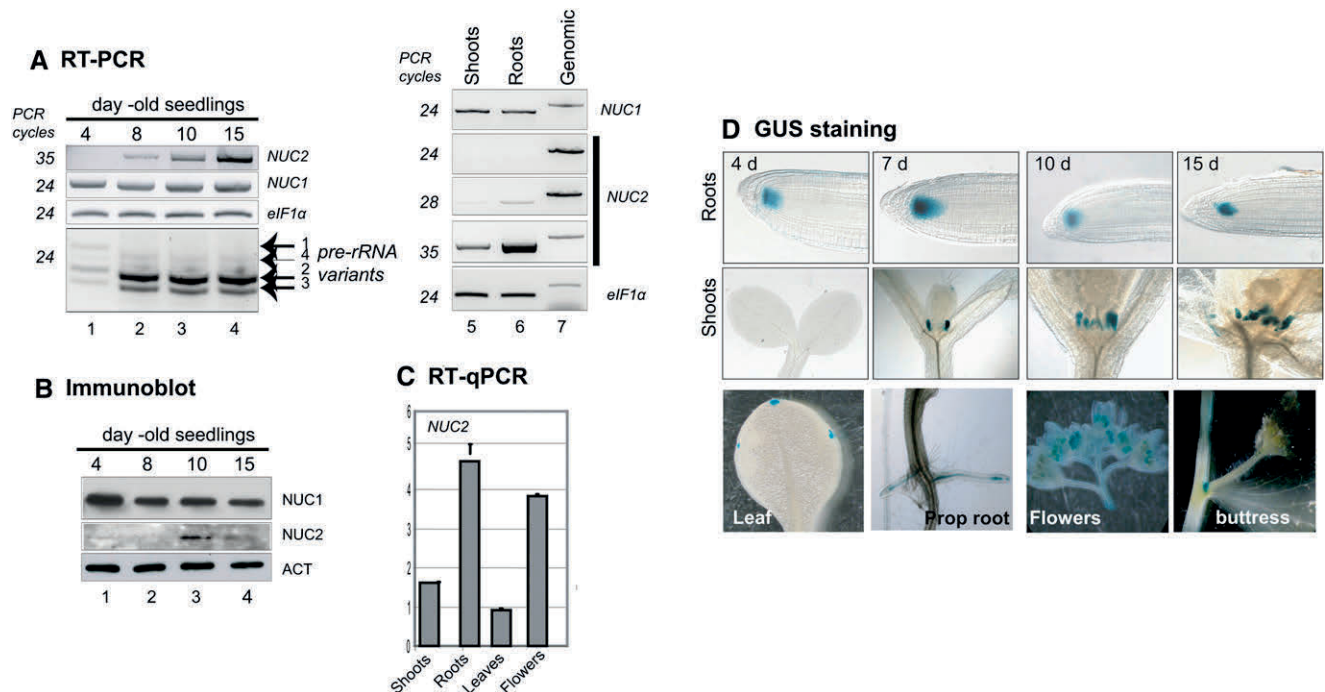 A RT-PCR
day -old seedlings
PCR cycles
4 8 10 15
35 NUC2
24 NUC1
24 eIF1α
24
1
4
2
3
pre-rRNA variants
1 2 3 4
PCR cycles
Shoots Roots Genomic
24 NUC1
24
28 NUC2
35
24 eIF1α
5 6 7
B Immunoblot
day -old seedlings
4 8 10 15
NUC1
NUC2
ACT
1 2 3 4
C RT-qPCR
NUC2
6
5
4
3
2
1
0
Shoots Roots Leaves Flowers
D GUS staining
4 d 7 d 10 d 15 d
Roots
Shoots
Leaf Prop root Flowers buttress